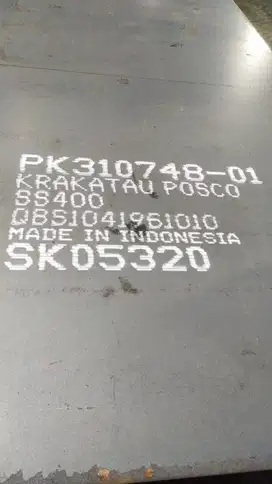 PK310748-01
KRAKATAU POSCO
SS400
QBS1041961010
MADE IN INDONESIA
SK05320